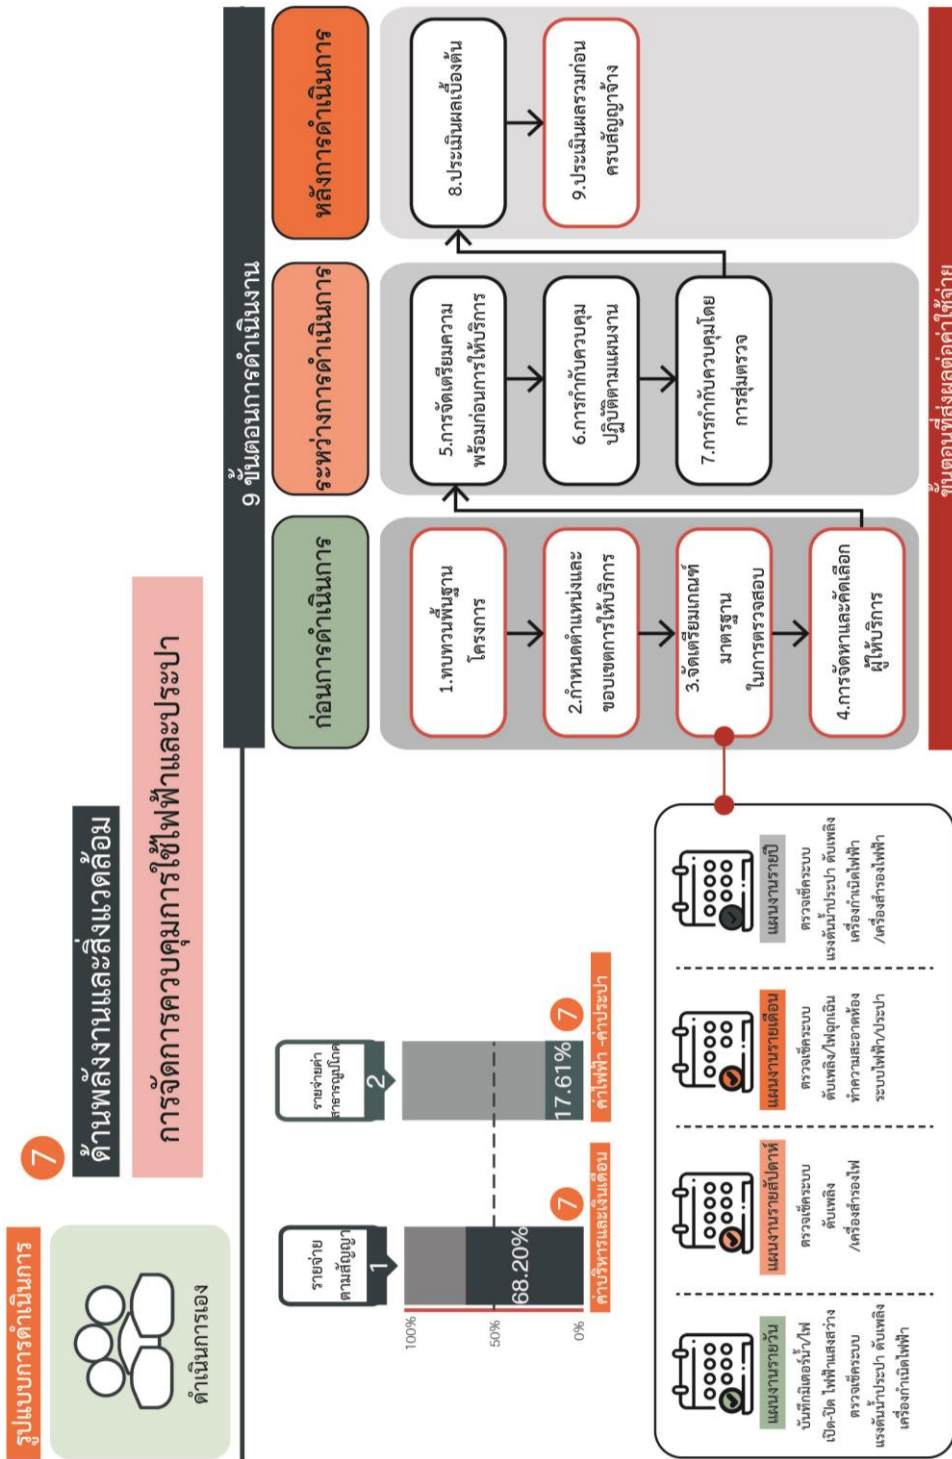 รูปแบบการดำเนินการ
ดำเนินการเอง
7
ด้านพลังงานและสิ่งแวดล้อม
การจัดการควบคุมการใช้ไฟฟ้าและประปา
รายจ่าย
ตามสัญญา
1
รายจ่ายค่า
สาธารณูปโภค
2
100%
50%
0%
68.20%
17.61%
ค่าบริหารและเงินเดือน
7
ค่าไฟฟ้า -ค่าประปา
7
แผนงานรายวัน
บันทึกมิเตอร์น้ำ/ไฟ
เปิด-ปิด ไฟฟ้าแสงสว่าง
ตรวจเช็คระบบ
แรงดันน้ำประปา ดับเพลิง
เครื่องกำเนิดไฟฟ้า
แผนงานรายสัปดาห์
ตรวจเช็คระบบ
ดับเพลิง
/เครื่องสำรองไฟ
แผนงานรายเดือน
ตรวจเช็คระบบ
ดับเพลิง/ไฟฉุกเฉิน
ทำความสะอาดห้อง
ระบบไฟฟ้า/ประปา
แผนงานรายปี
ตรวจเช็คระบบ
แรงดันน้ำประปา ดับเพลิง
เครื่องกำเนิดไฟฟ้า
/เครื่องสำรองไฟฟ้า
9 ขั้นตอนการดำเนินงาน
ก่อนการดำเนินการ
1.ทบทวนพื้นฐาน
โครงการ
2.กำหนดตำแหน่งและ
ขอบเขตการให้บริการ
3.จัดเตรียมเกณฑ์
มาตรฐาน
ในการตรวจสอบ
4.การจัดหาและคัดเลือก
ผู้ให้บริการ
ระหว่างการดำเนินการ
5.การจัดเตรียมความ
พร้อมก่อนการให้บริการ
6.การกำกับควบคุม
ปฏิบัติตามแผนงาน
7.การกำกับควบคุมโดย
การสุ่มตรวจ
หลังการดำเนินการ
8.ประเมินผลเบื้องต้น
9.ประเมินผลรวมก่อน
ครบสัญญาจ้าง
ขั้นตอนที่ส่งผลต่อค่าใช้จ่าย